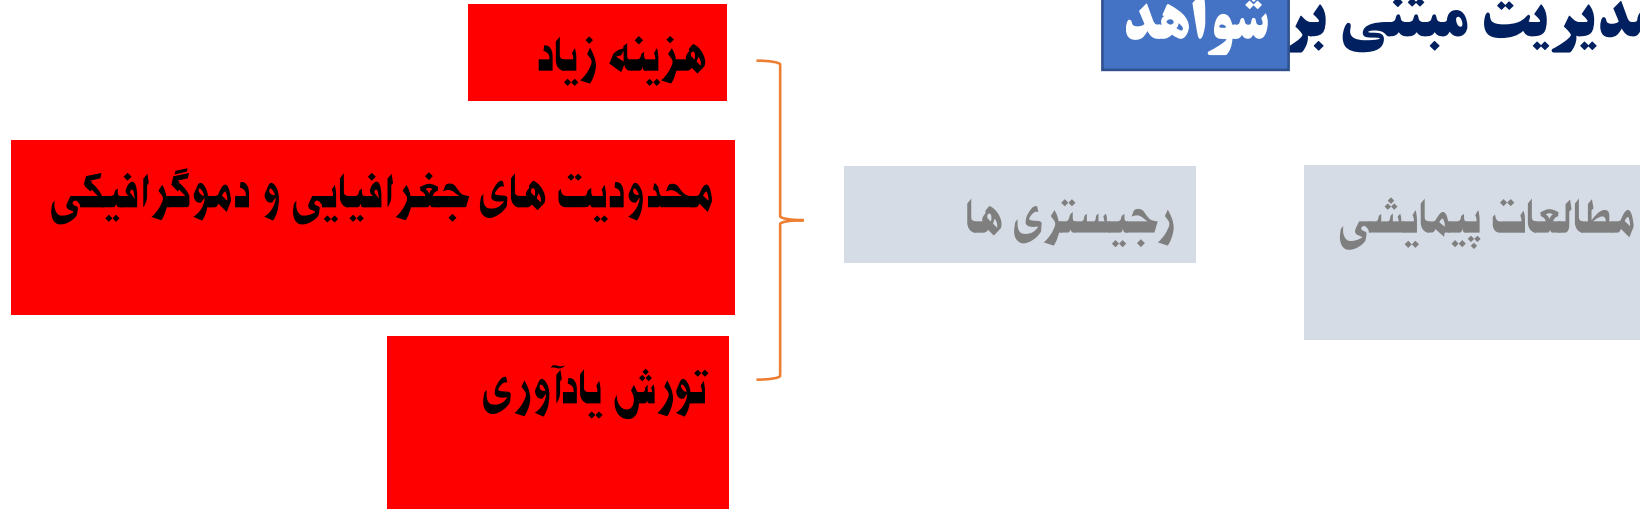 مدیریت مبتنی بر شواهد
مطالعات پیمایشی
رجیستری ها
هزینه زیاد
محدودیت های جغرافیایی و دموگرافیکی
تورش یادآوری